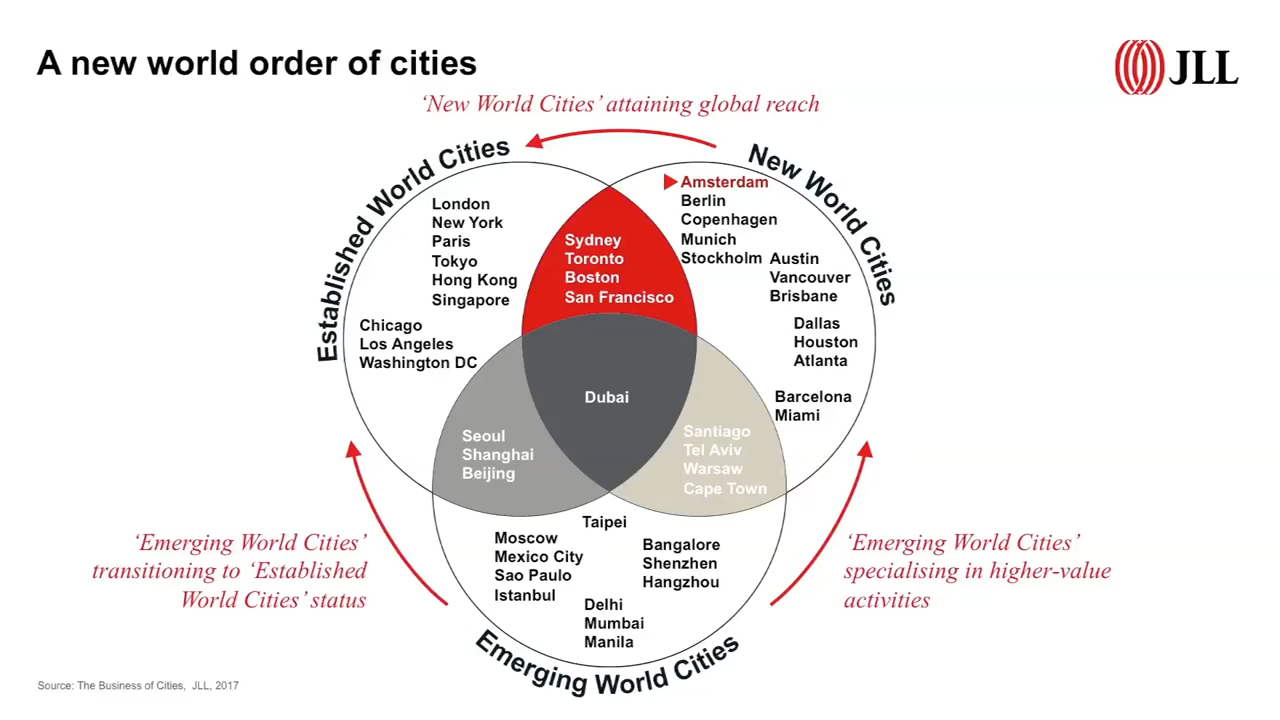 A new world order of cities
JLL
‘New World Cities’ attaining global reach
Established World Cities
New World Cities
London
New York
Paris
Tokyo
Hong Kong
Singapore
Chicago
Los Angeles
Washington DC
Sydney
Toronto
Boston
San Francisco
Amsterdam
Berlin
Copenhagen
Munich
Stockholm
Austin
Vancouver
Brisbane
Dallas
Houston
Atlanta
Barcelona
Miami
Dubai
Seoul
Shanghai
Beijing
Santiago
Tel Aviv
Warsaw
Cape Town
Taipei
Moscow
Mexico City
Sao Paulo
Istanbul
Bangalore
Shenzhen
Hangzhou
Delhi
Mumbai
Manila
Emerging World Cities
‘Emerging World Cities’
transitioning to ‘Established
World Cities’ status
‘Emerging World Cities’
specialising in higher-value
activities
Source: The Business of Cities, JLL, 2017